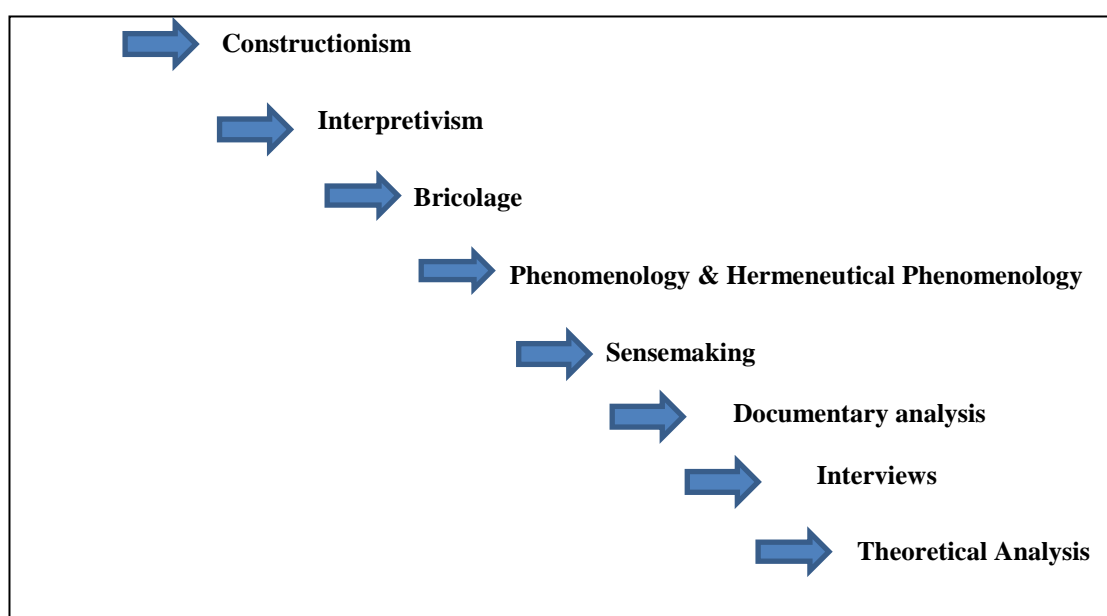 Constructionism
Interpretivism
Bricolage
Phenomenology & Hermeneutical Phenomenology
Sensemaking
Documentary analysis
Interviews
Theoretical Analysis